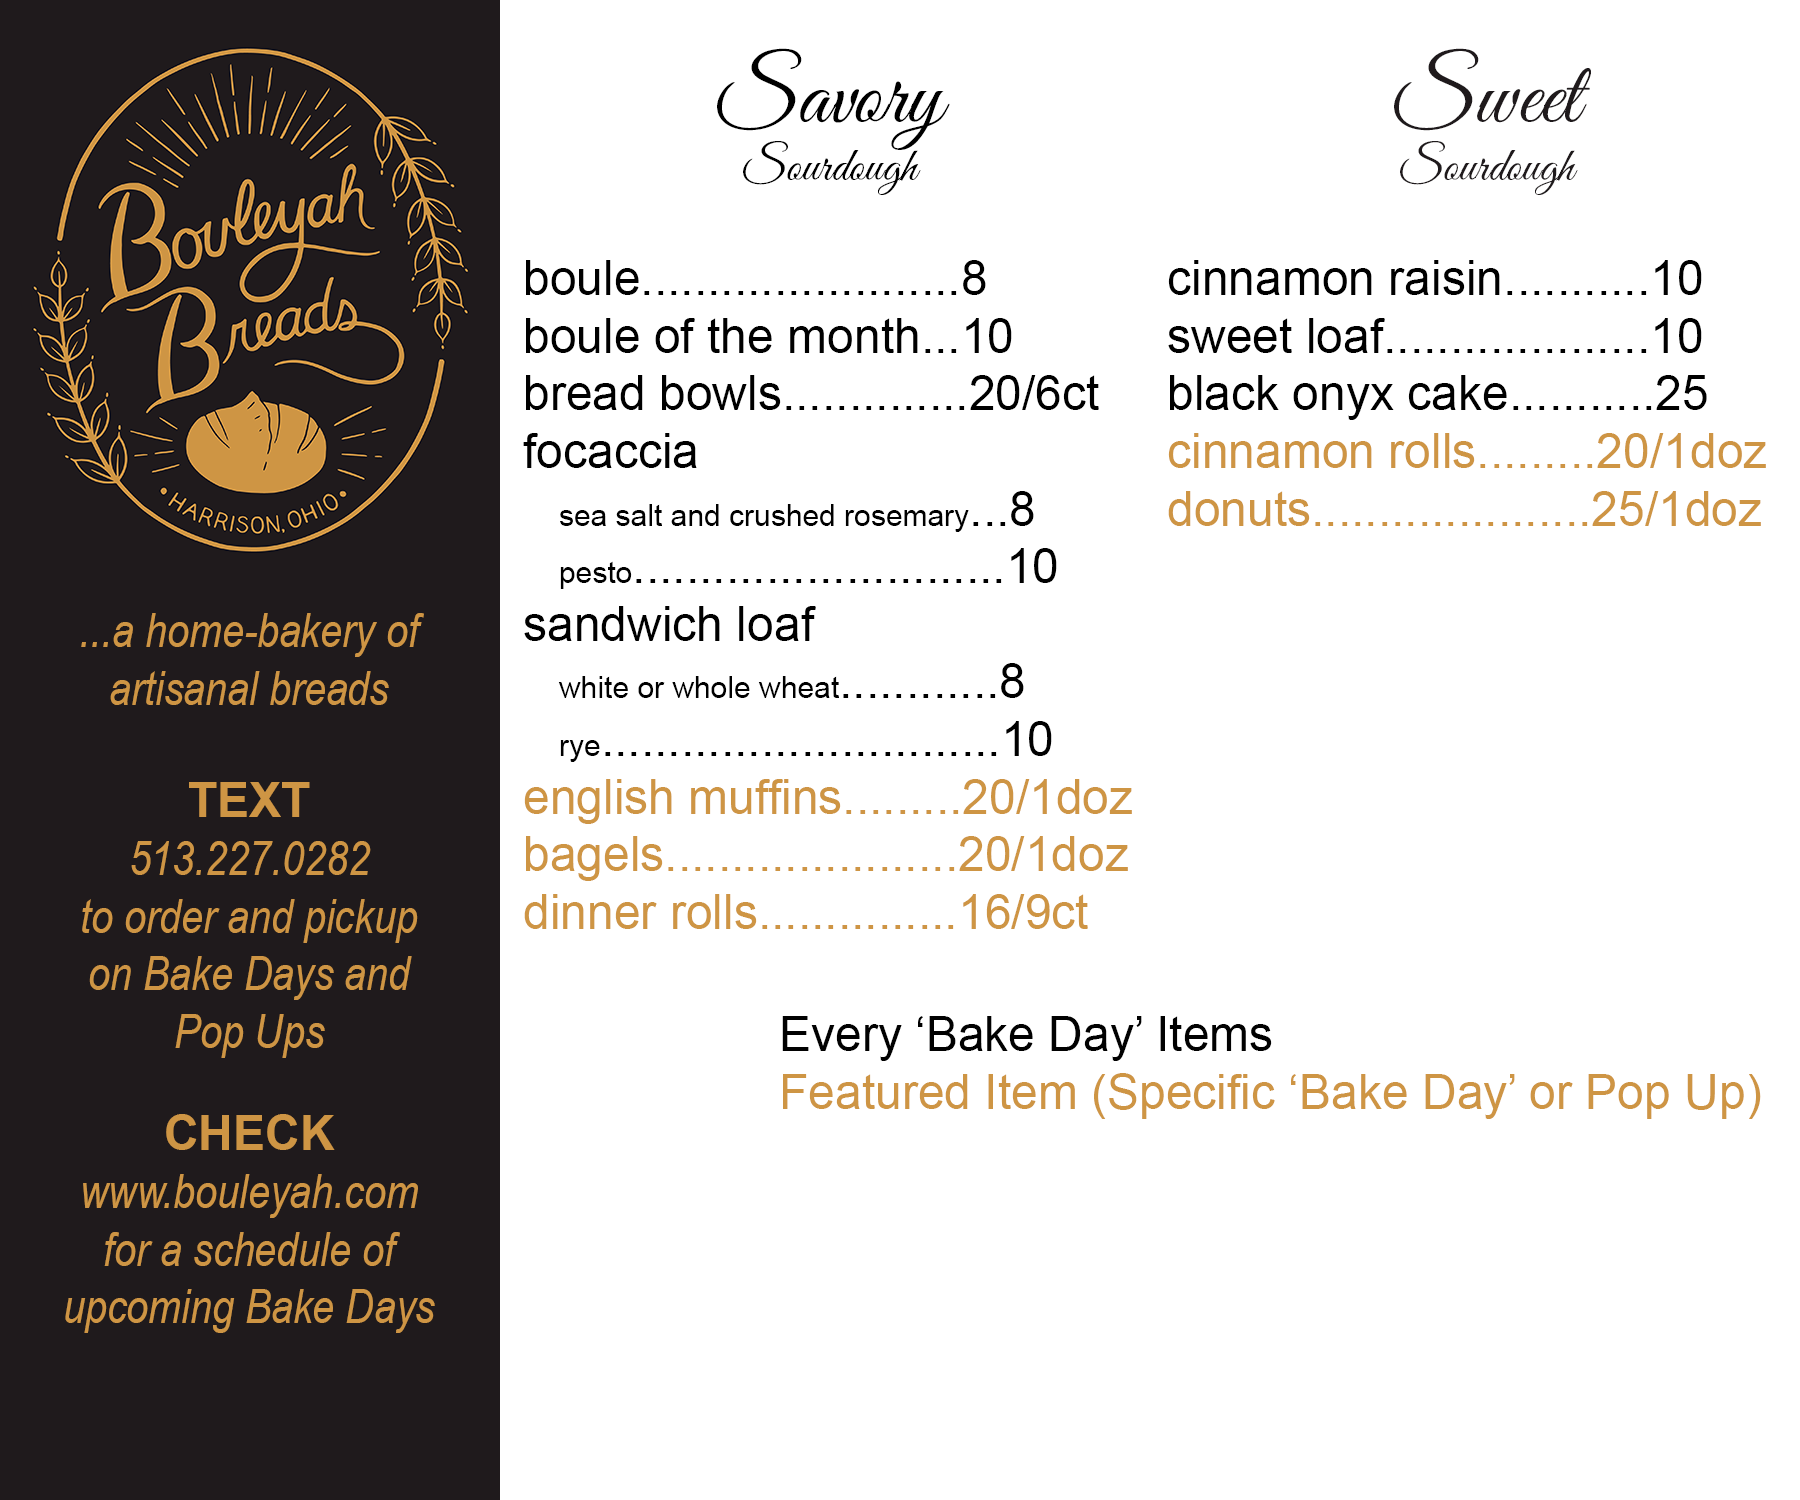 Bouleyah
Breads
• HARRISON, OHIO •
...a home-bakery of
artisanal breads
TEXT
513.227.0282
to order and pickup
on Bake Days and
Pop Ups
CHECK
www.bouleyah.com
for a schedule of
upcoming Bake Days
Savory
Sourdough
boule........................8
boule of the month...10
bread bowls..............20/6ct
focaccia
sea salt and crushed rosemary...8
pesto............................10
sandwich loaf
white or whole wheat............8
rye..............................10
english muffins.........20/1doz
bagels......................20/1doz
dinner rolls...............16/9ct
Sweet
Sourdough
cinnamon raisin...........10
sweet loaf....................10
black onyx cake...........25
cinnamon rolls.........20/1doz
donuts.....................25/1doz
Every ‘Bake Day’ Items
Featured Item (Specific ‘Bake Day’ or Pop Up)